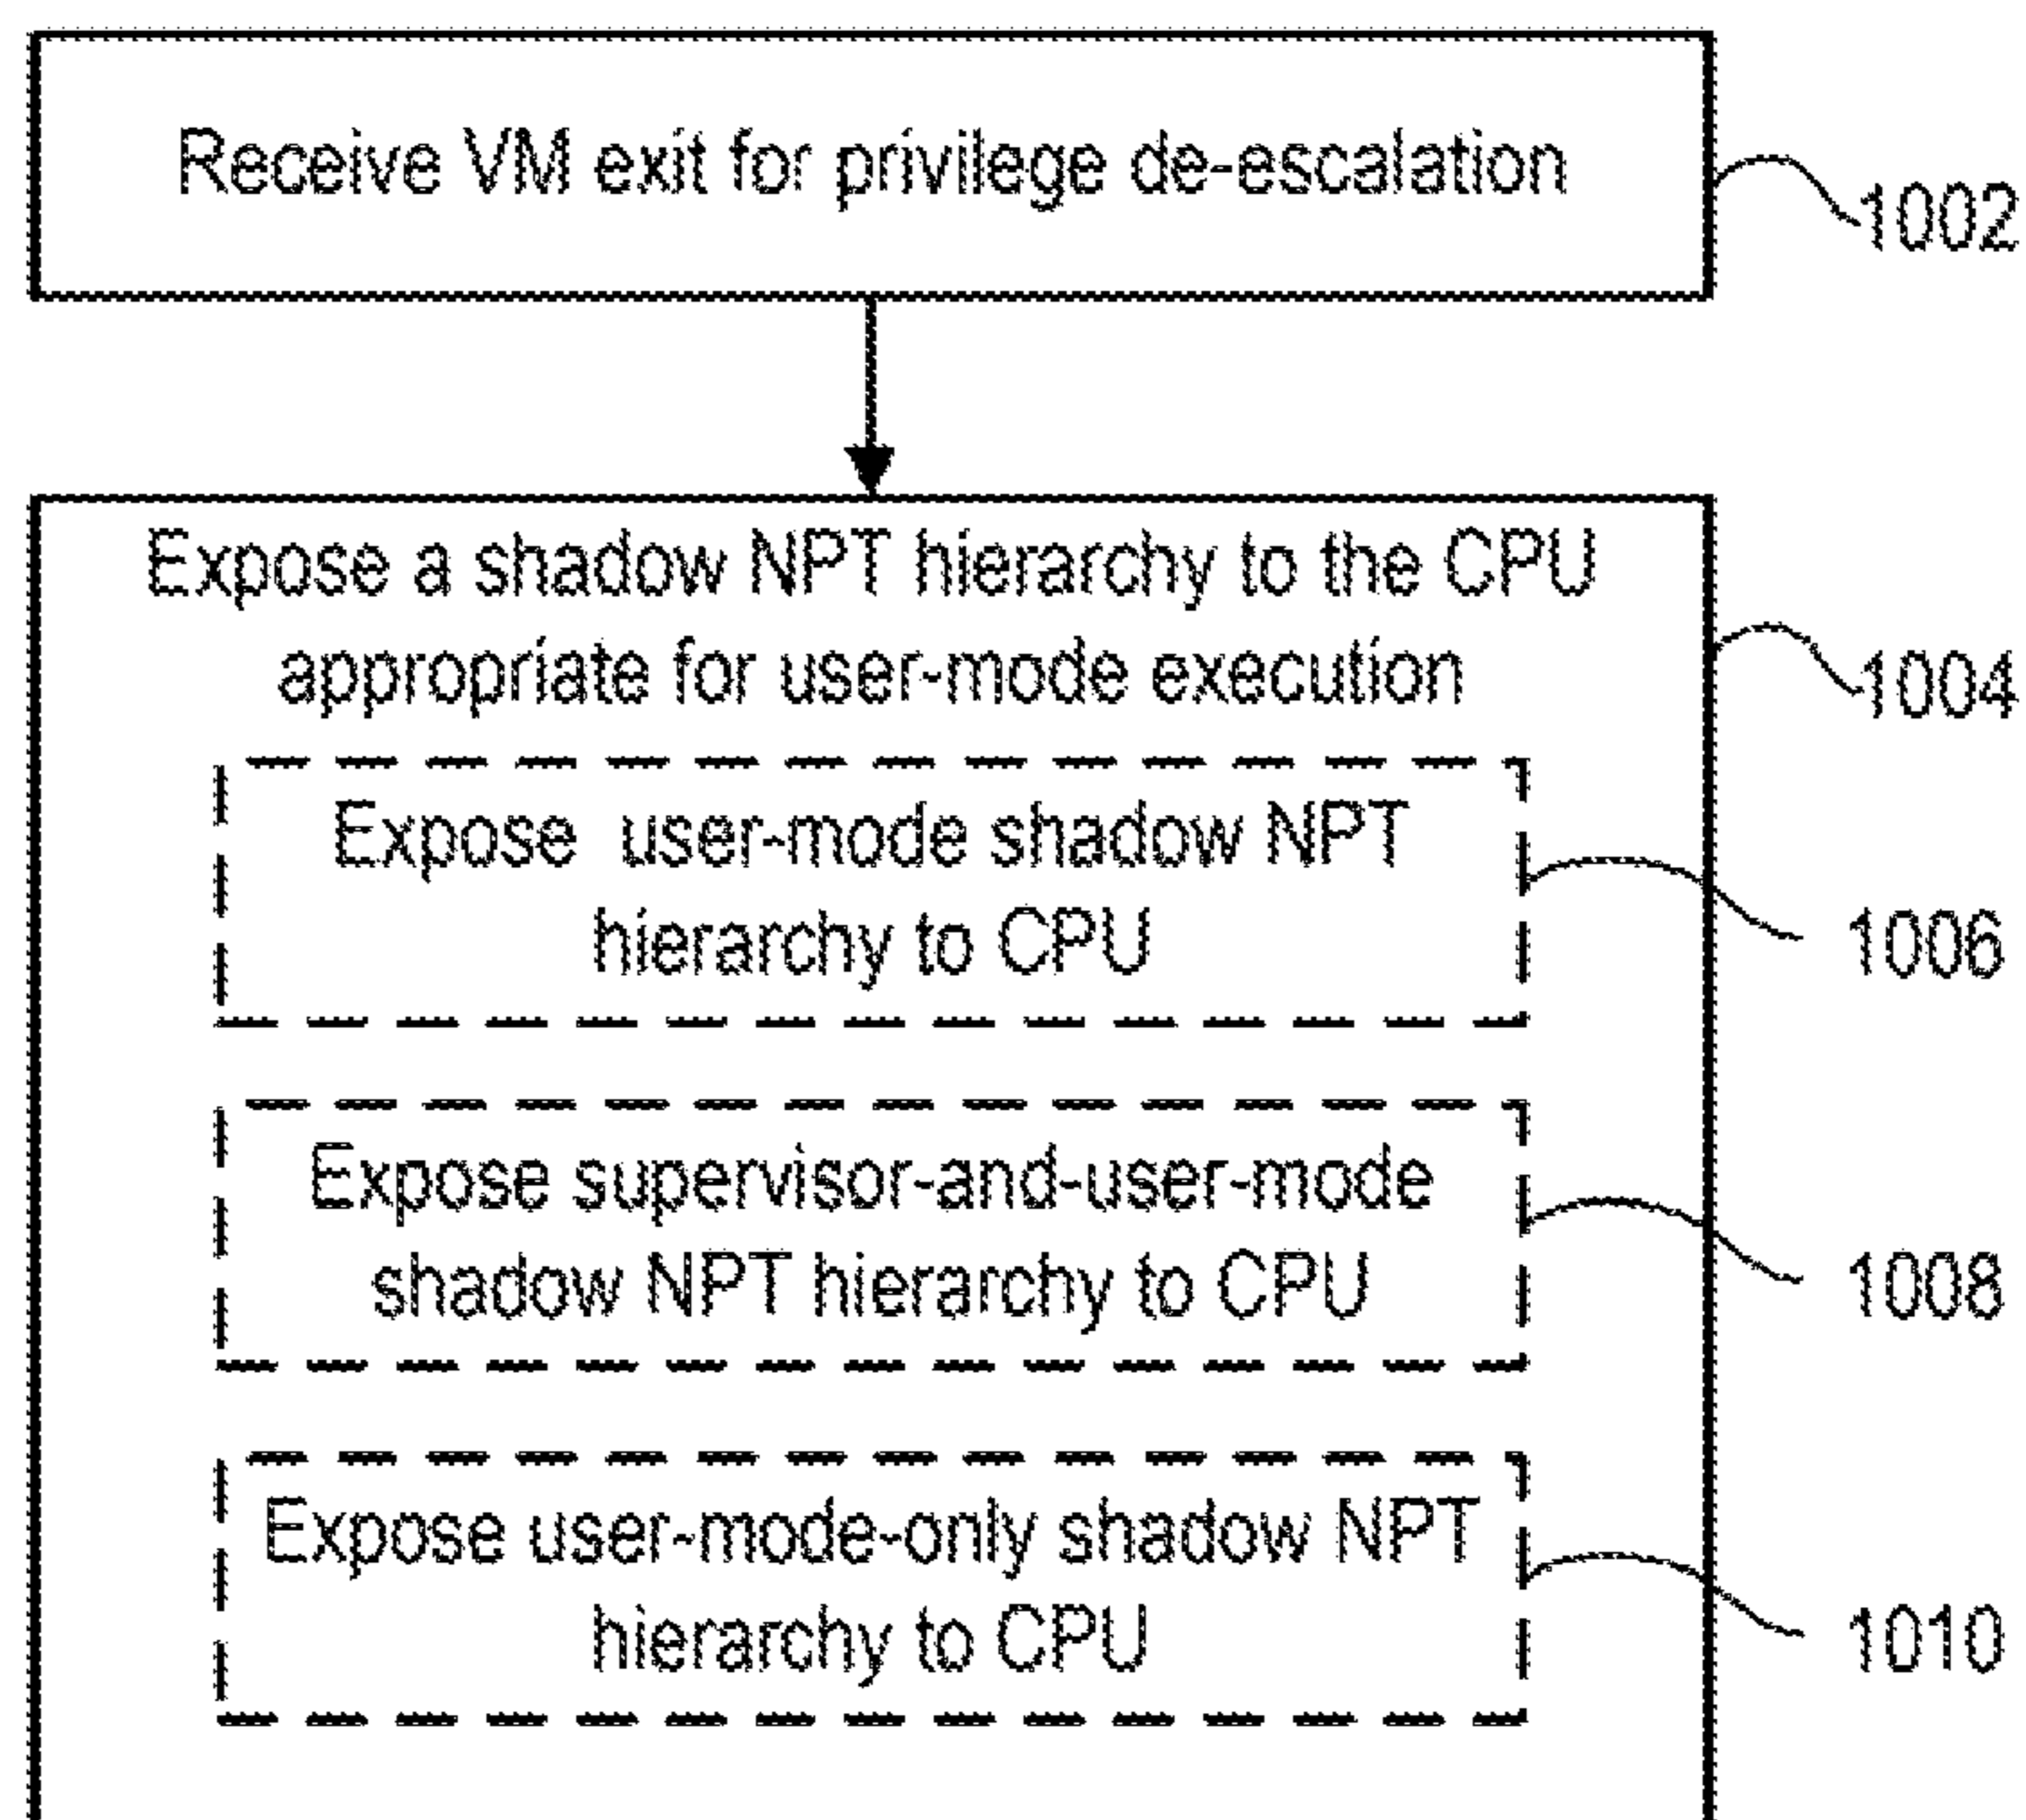 Receive VM exit for privilege de-escalation
1002
Expose a shadow NPT hierarchy to the CPU
appropriate for user-mode execution
1004
Expose user-mode shadow NPT
hierarchy to CPU
1006
Expose supervisor-and-user-mode
shadow NPT hierarchy to CPU
1008
Expose user-mode-only shadow NPT
hierarchy to CPU
1010